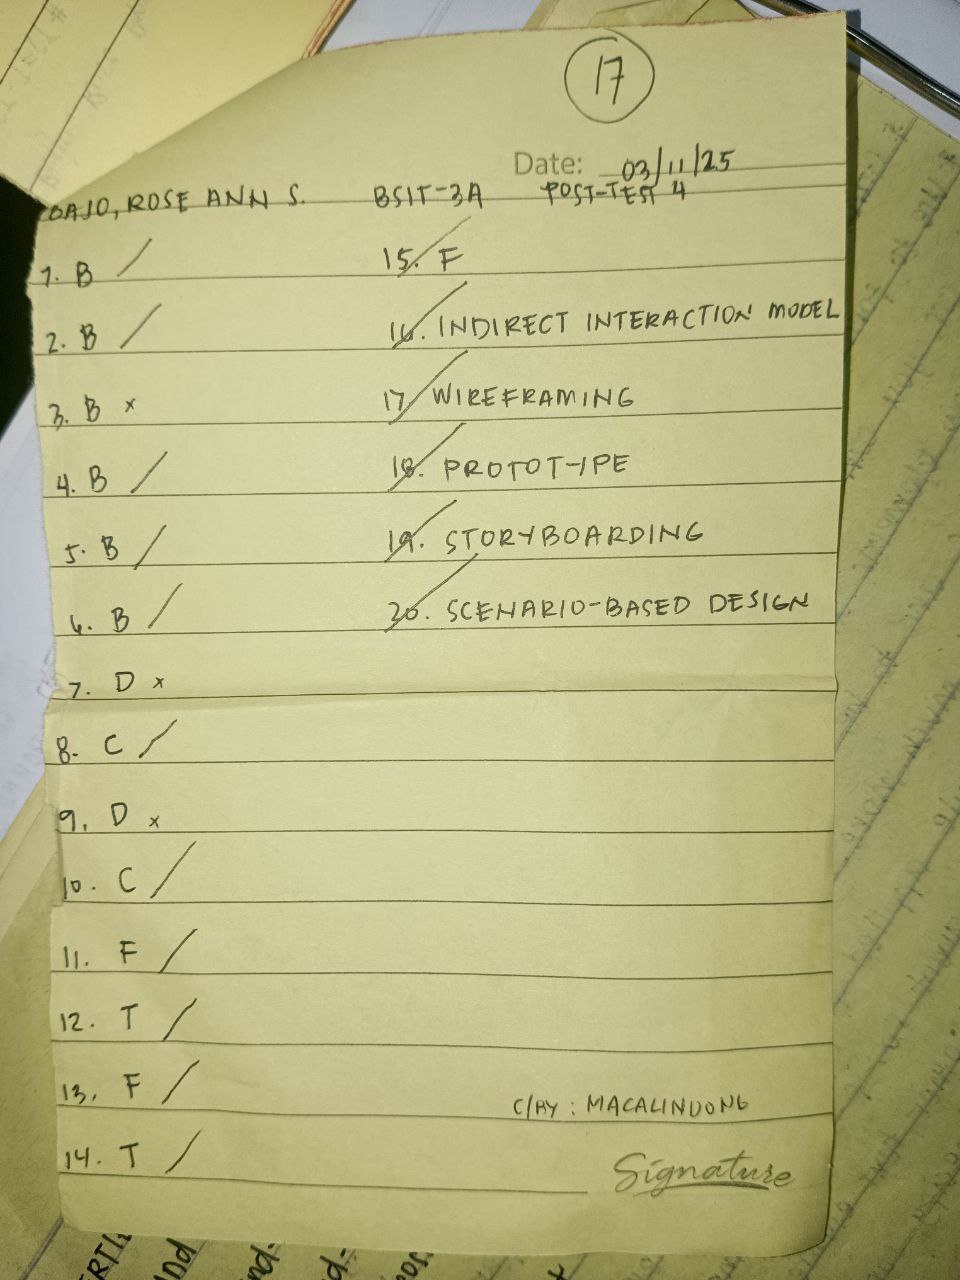 17
Date: 03/11/25
BAJO, ROSE ANN S. BSIT-3A POST-TEST 4
1. B /
2. B /
3. B x
4. B /
5. B /
6. B /
7. D x
8. C /
9. D x
10. C /
11. F /
12. T /
13. F /
14. T /
15. F
16. INDIRECT INTERACTION MODEL
17 WIREFRAMING
18. PROTOTYPE
19. STORYBOARDING
20. SCENARIO-BASED DESIGN
C/BY : MACALINDONG
Signature